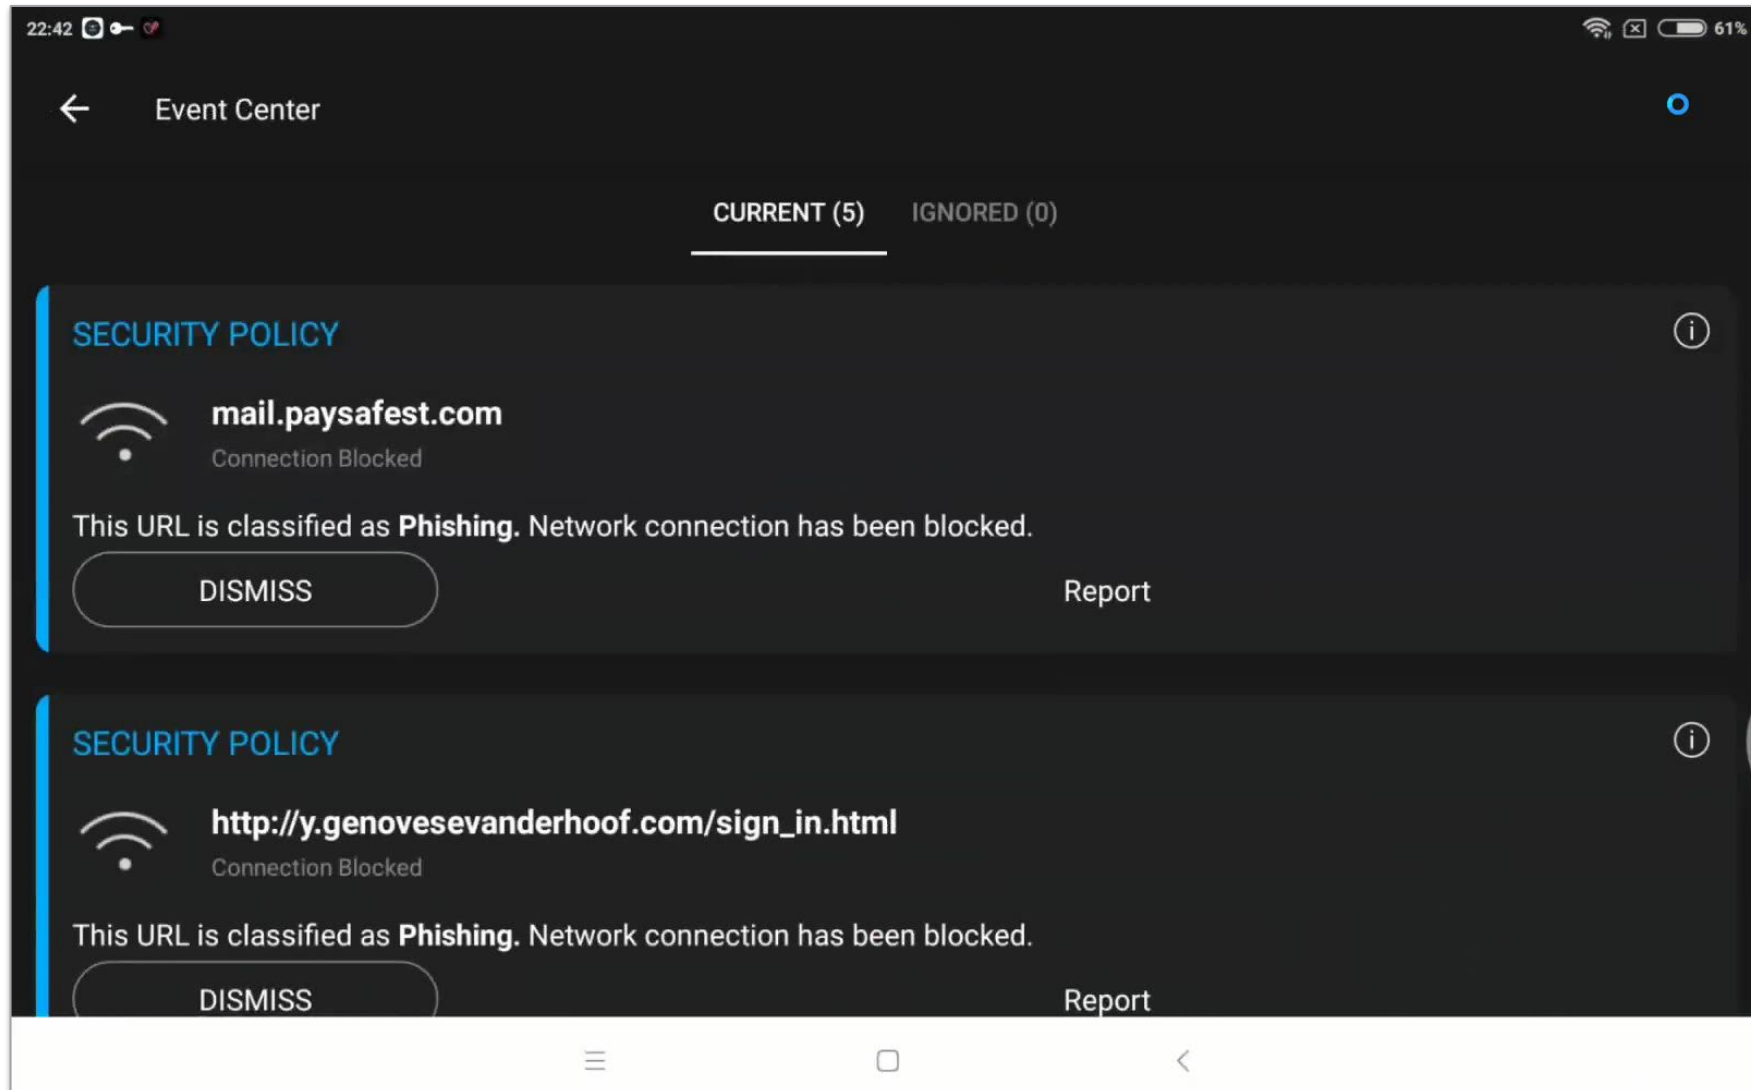 22:42
61%
Event Center
CURRENT (5) IGNORED (0)
SECURITY POLICY
mail.paysafest.com
Connection Blocked
This URL is classified as Phishing. Network connection has been blocked.
DISMISS Report
SECURITY POLICY
http://y.genovesevanderhoof.com/sign_in.html
Connection Blocked
This URL is classified as Phishing. Network connection has been blocked.
DISMISS Report